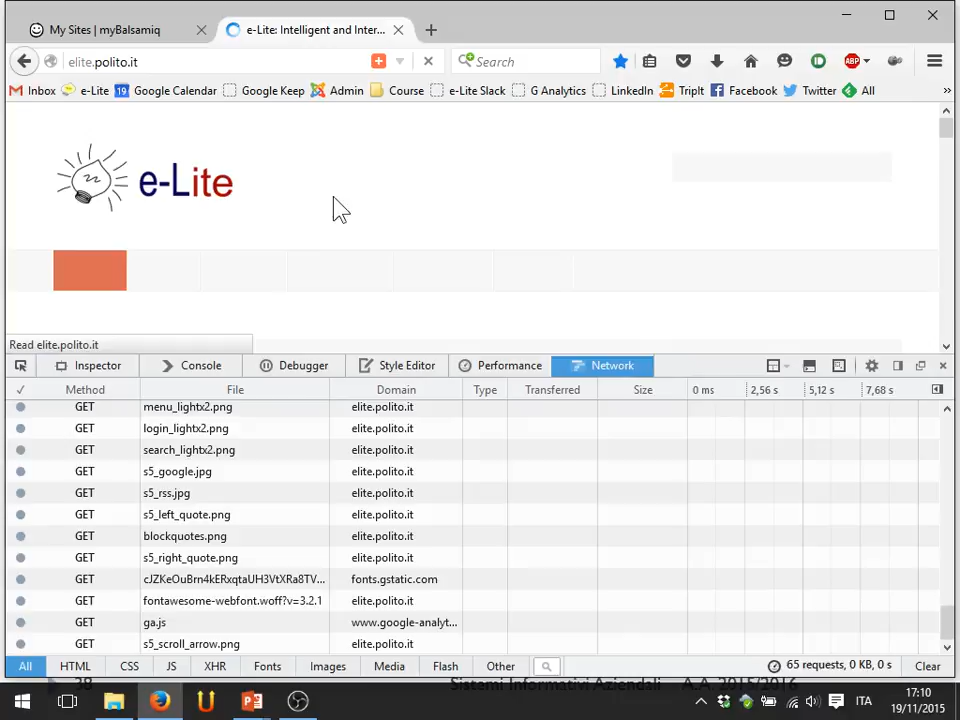 My Sites | myBalsamiq
e-Lite: Intelligent and Inter...
elite.polito.it
Search
ABP
Inbox e-Lite 19 Google Calendar Google Keep Admin Course e-Lite Slack G Analytics LinkedIn TripIt Facebook Twitter All »
e-Lite
Read elite.polito.it
Inspector Console Debugger Style Editor Performance Network
✓ Method File Domain Type Transferred Size 0 ms 2,56 s 5,12 s 7,68 s
GET menu_lightx2.png elite.polito.it
GET login_lightx2.png elite.polito.it
GET search_lightx2.png elite.polito.it
GET s5_google.jpg elite.polito.it
GET s5_rss.jpg elite.polito.it
GET s5_left_quote.png elite.polito.it
GET blockquotes.png elite.polito.it
GET s5_right_quote.png elite.polito.it
GET cJZKeOuBrn4kERxqtaUH3VtXRa8TV... fonts.gstatic.com
GET fontawesome-webfont.woff?v=3.2.1 elite.polito.it
GET ga.js www.google-analyt...
GET s5_scroll_arrow.png elite.polito.it
All HTML CSS JS XHR Fonts Images Media Flash Other 65 requests, 0 KB, 0 s Clear
38 Sistemi Informativi Aziendali A.A. 2015/2016
ITA
17:10
19/11/2015